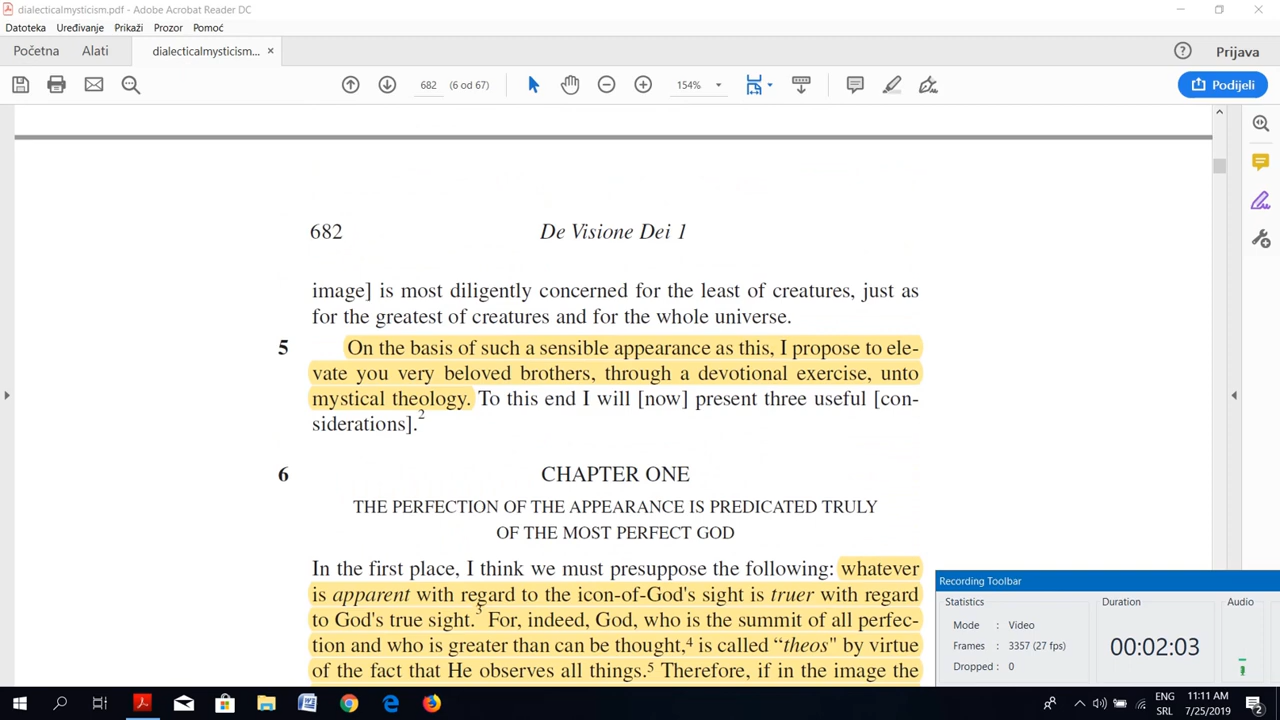 dialecticalmysticism.pdf - Adobe Acrobat Reader DC
Datoteka Uređivanje Prikaži Prozor Pomoć
Početna Alati dialecticalmysticism... × Prijava
682 (6 od 67) 154% Podijeli
682 De Visione Dei 1
image] is most diligently concerned for the least of creatures, just as
for the greatest of creatures and for the whole universe.
5 On the basis of such a sensible appearance as this, I propose to ele-
vate you very beloved brothers, through a devotional exercise, unto
mystical theology. To this end I will [now] present three useful [con-
siderations].2
6 CHAPTER ONE
THE PERFECTION OF THE APPEARANCE IS PREDICATED TRULY
OF THE MOST PERFECT GOD
In the first place, I think we must presuppose the following: whatever
is apparent with regard to the icon-of-God's sight is truer with regard
to God's true sight.3 For, indeed, God, who is the summit of all perfec-
tion and who is greater than can be thought,4 is called “theos" by virtue
of the fact that He observes all things.5 Therefore, if in the image the
Recording Toolbar
Statistics Duration Audio
Mode : Video
Frames : 3357 (27 fps)
Dropped : 0
00:02:03
ENG 11:11 AM
SRL 7/25/2019 2